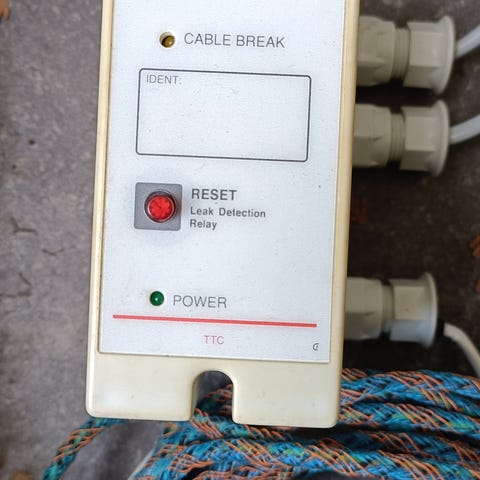 CABLE BREAK
IDENT:
RESET
Leak Detection
Relay
POWER
TTC